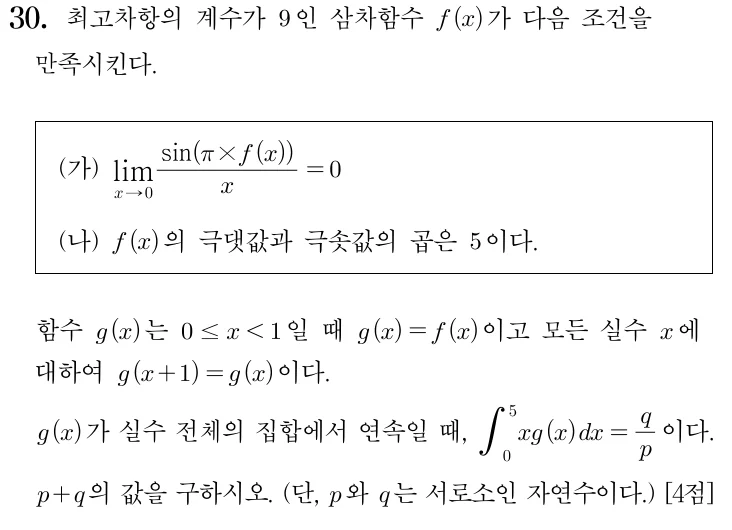 30. 최고차항의 계수가 9인 삼차함수 f(x)가 다음 조건을
만족시킨다.
(가) lim_{x→0} sin(π×f(x))/x = 0
(나) f(x)의 극댓값과 극솟값의 곱은 5이다.
함수 g(x)는 0 ≤ x < 1일 때 g(x) = f(x)이고 모든 실수 x에
대하여 g(x+1) = g(x)이다.
g(x)가 실수 전체의 집합에서 연속일 때, ∫_0^5 xg(x)dx = q/p 이다.
p+q의 값을 구하시오. (단, p와 q는 서로소인 자연수이다.) [4점]